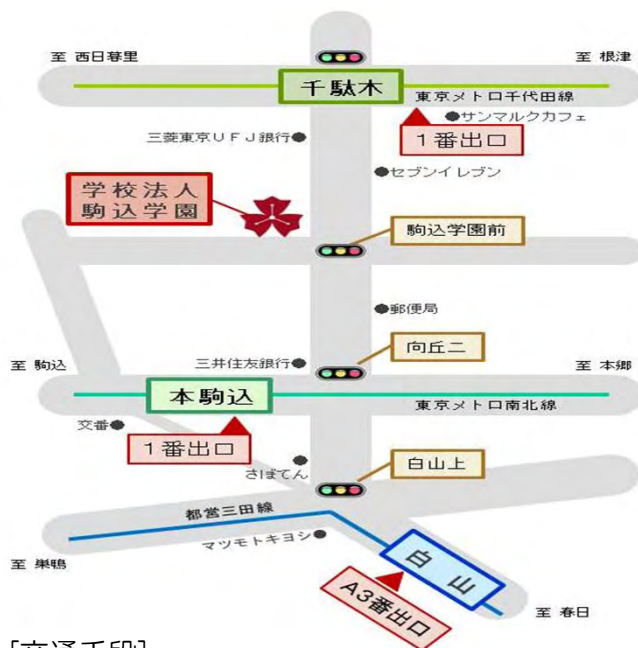 至 西日暮里
至 根津
千駄木
東京メトロ千代田線
サンマルクカフェ
1番出口
三菱東京UFJ銀行
セブンイレブン
学校法人
駒込学園
駒込学園前
郵便局
向丘二
三井住友銀行
至 駒込
至 本郷
本駒込
東京メトロ南北線
交番
1番出口
さぼてん
白山上
都営三田線
マツモトキヨシ
白山
至 巣鴨
A3番出口
至 春日
[交通手段]